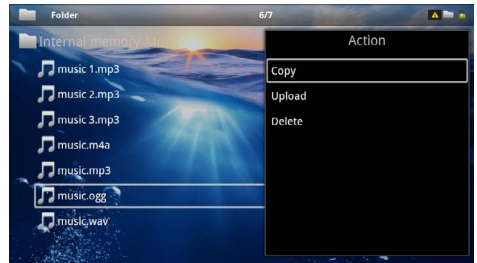 Folder 6/7
Internal memory\Mus
music 1.mp3
music 2.mp3
music 3.mp3
music.m4a
music.mp3
music.ogg
music.wav
Action
Copy
Upload
Delete